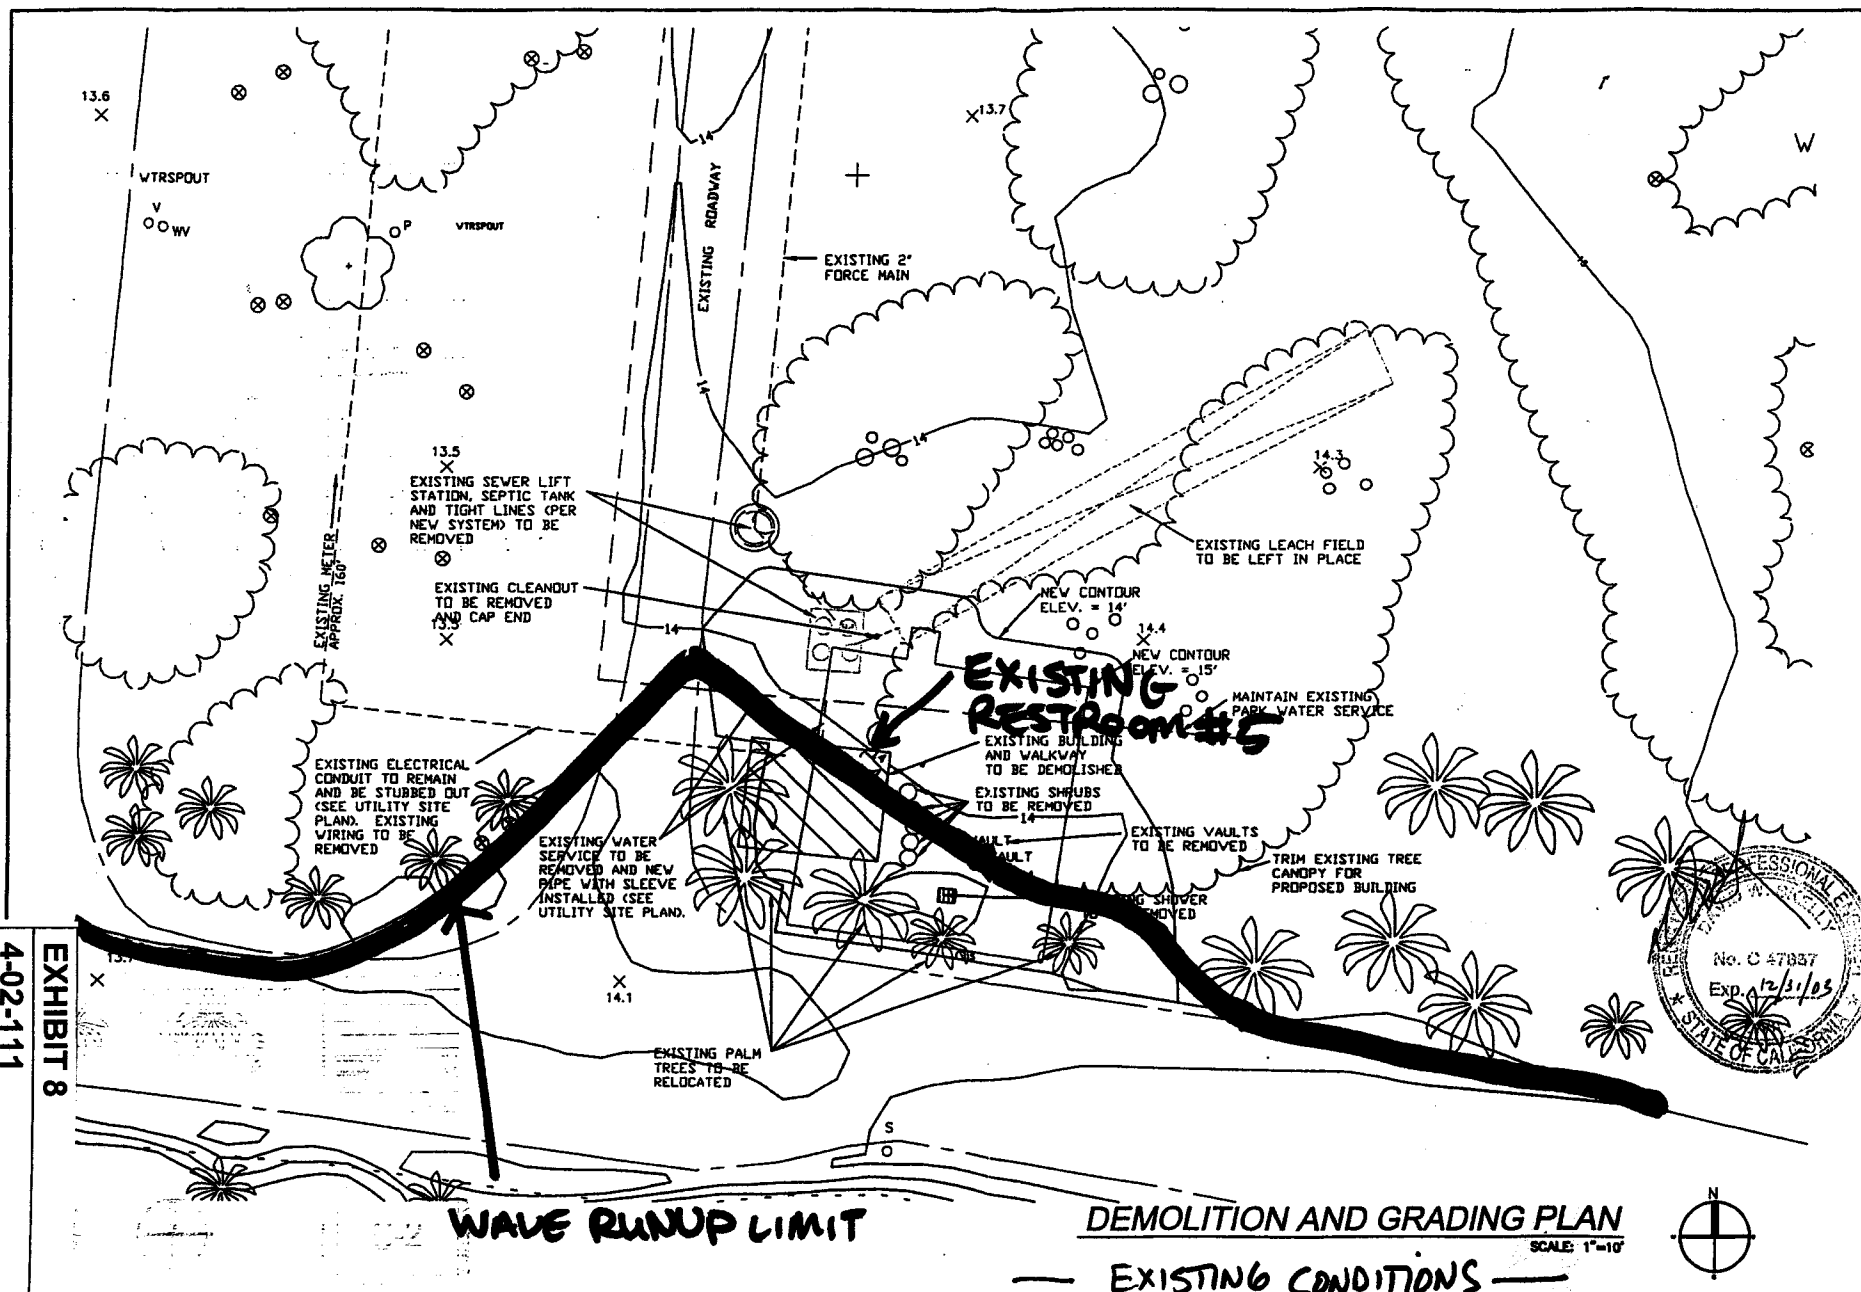 13.6
13.7
14
W
WTRSPOUT
V
WV
P
WTRSPOUT
EXISTING ROADWAY
EXISTING 2"
FORCE MAIN
14
14
13.5
14.3
EXISTING SEWER LIFT
STATION, SEPTIC TANK
AND TIGHT LINES (PER
NEW SYSTEM) TO BE
REMOVED
EXISTING LEACH FIELD
TO BE LEFT IN PLACE
EXISTING METER
APPROX. 160'
EXISTING CLEANOUT
TO BE REMOVED
AND CAP END
13.5
NEW CONTOUR
ELEV. = 14'
14
14.4
NEW CONTOUR
ELEV. = 15'
EXISTING
RESTROOM #5
MAINTAIN EXISTING
PARK WATER SERVICE
EXISTING BUILDING
AND WALKWAY
TO BE DEMOLISHED
EXISTING ELECTRICAL
CONDUIT TO REMAIN
AND BE STUBBED OUT
(SEE UTILITY SITE
PLAN). EXISTING
WIRING TO BE
REMOVED
EXISTING SHRUBS
TO BE REMOVED
14
EXISTING WATER
SERVICE TO BE
REMOVED AND NEW
PIPE WITH SLEEVE
INSTALLED (SEE
UTILITY SITE PLAN).
EXISTING VAULTS
TO BE REMOVED
TRIM EXISTING TREE
CANOPY FOR
PROPOSED BUILDING
SHOWER
14.1
EXISTING PALM
TREES TO BE
RELOCATED
No. C 47837
Exp. 12/31/03
STATE OF CALIFORNIA
S
WAVE RUNUP LIMIT
DEMOLITION AND GRADING PLAN
SCALE: 1"=10'
N
EXISTING CONDITIONS
EXHIBIT 8
4-02-111